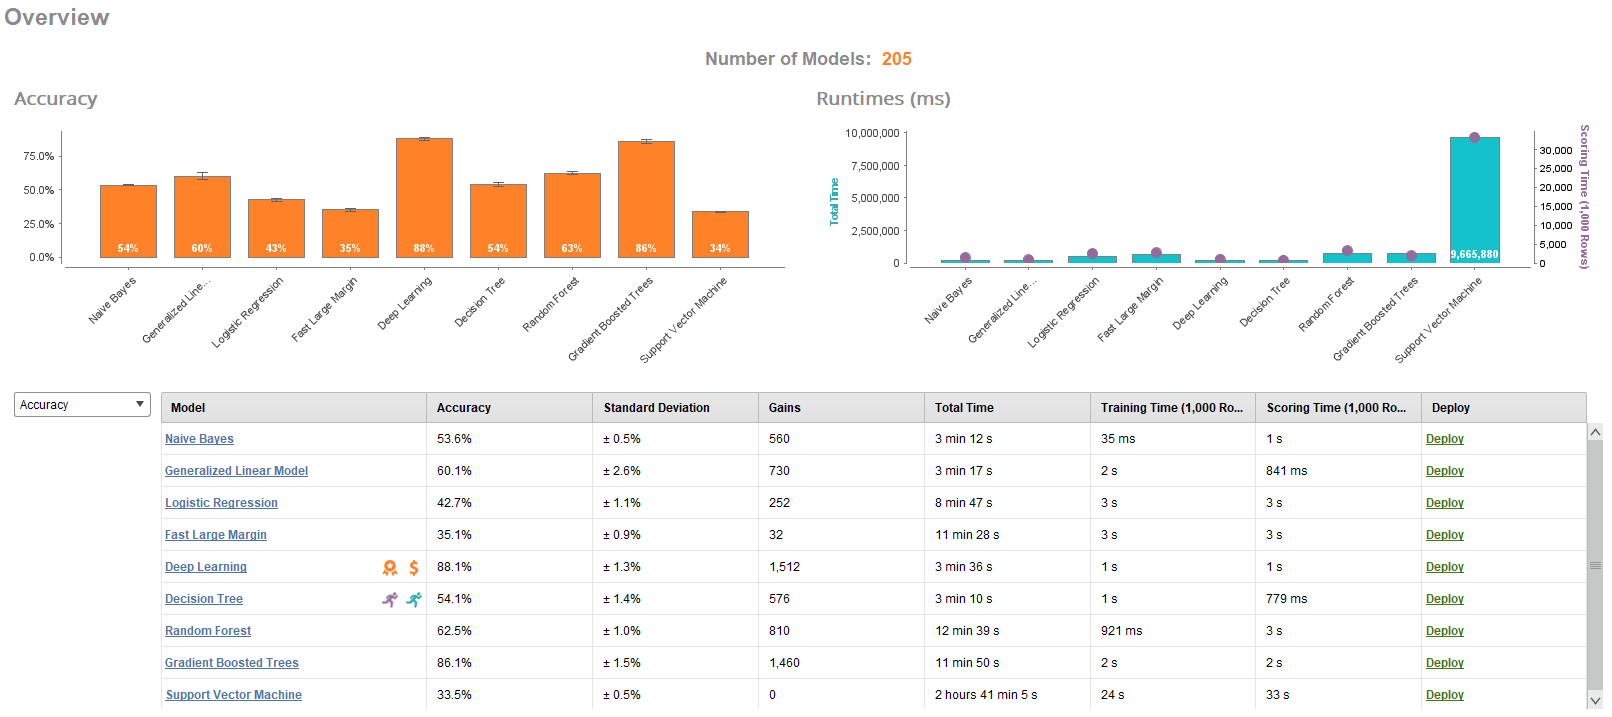 Overview
Number of Models: 205
Accuracy
75.0%
50.0%
25.0%
0.0%
54%
60%
43%
35%
88%
54%
63%
86%
34%
Naive Bayes
Generalized Line...
Logistic Regression
Fast Large Margin
Deep Learning
Decision Tree
Random Forest
Gradient Boosted Trees
Support Vector Machine
Runtimes (ms)
Total Time
10,000,000
7,500,000
5,000,000
2,500,000
0
9,665,880
30,000
25,000
20,000
15,000
10,000
5,000
0
Scoring Time (1,000 Rows)
Naive Bayes
Generalized Line...
Logistic Regression
Fast Large Margin
Deep Learning
Decision Tree
Random Forest
Gradient Boosted Trees
Support Vector Machine
Accuracy
Model Accuracy Standard Deviation Gains Total Time Training Time (1,000 Ro... Scoring Time (1,000 Ro... Deploy
Naive Bayes 53.6% ± 0.5% 560 3 min 12 s 35 ms 1 s Deploy
Generalized Linear Model 60.1% ± 2.6% 730 3 min 17 s 2 s 841 ms Deploy
Logistic Regression 42.7% ± 1.1% 252 8 min 47 s 3 s 3 s Deploy
Fast Large Margin 35.1% ± 0.9% 32 11 min 28 s 3 s 3 s Deploy
Deep Learning $ 88.1% ± 1.3% 1,512 3 min 36 s 1 s 1 s Deploy
Decision Tree 54.1% ± 1.4% 576 3 min 10 s 1 s 779 ms Deploy
Random Forest 62.5% ± 1.0% 810 12 min 39 s 921 ms 3 s Deploy
Gradient Boosted Trees 86.1% ± 1.5% 1,460 11 min 50 s 2 s 2 s Deploy
Support Vector Machine 33.5% ± 0.5% 0 2 hours 41 min 5 s 24 s 33 s Deploy